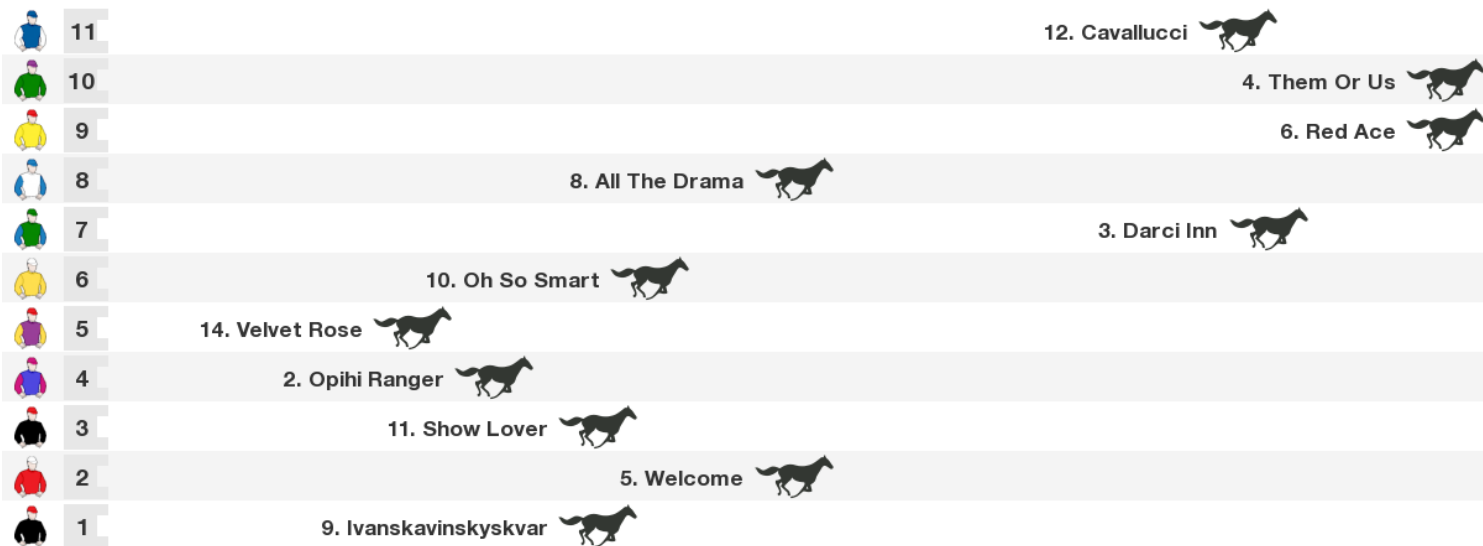 11 12. Cavallucci
10 4. Them Or Us
9 6. Red Ace
8 8. All The Drama
7 3. Darci Inn
6 10. Oh So Smart
5 14. Velvet Rose
4 2. Opihi Ranger
3 11. Show Lover
2 5. Welcome
1 9. Ivanskavinskyskvar